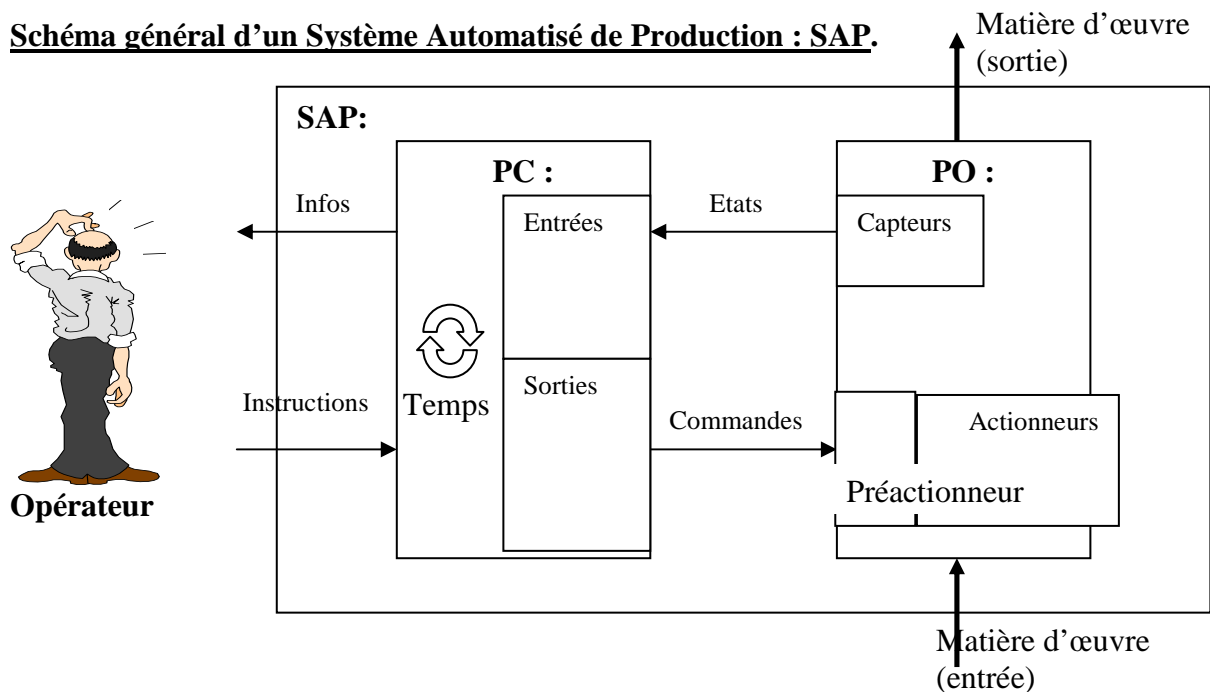 Schéma général d’un Système Automatisé de Production : SAP.
Matière d’œuvre
(sortie)
SAP:
PC :
PO :
Infos
Entrées
Etats
Capteurs
Instructions
Temps
Sorties
Commandes
Actionneurs
Préactionneur
Opérateur
Matière d’œuvre
(entrée)